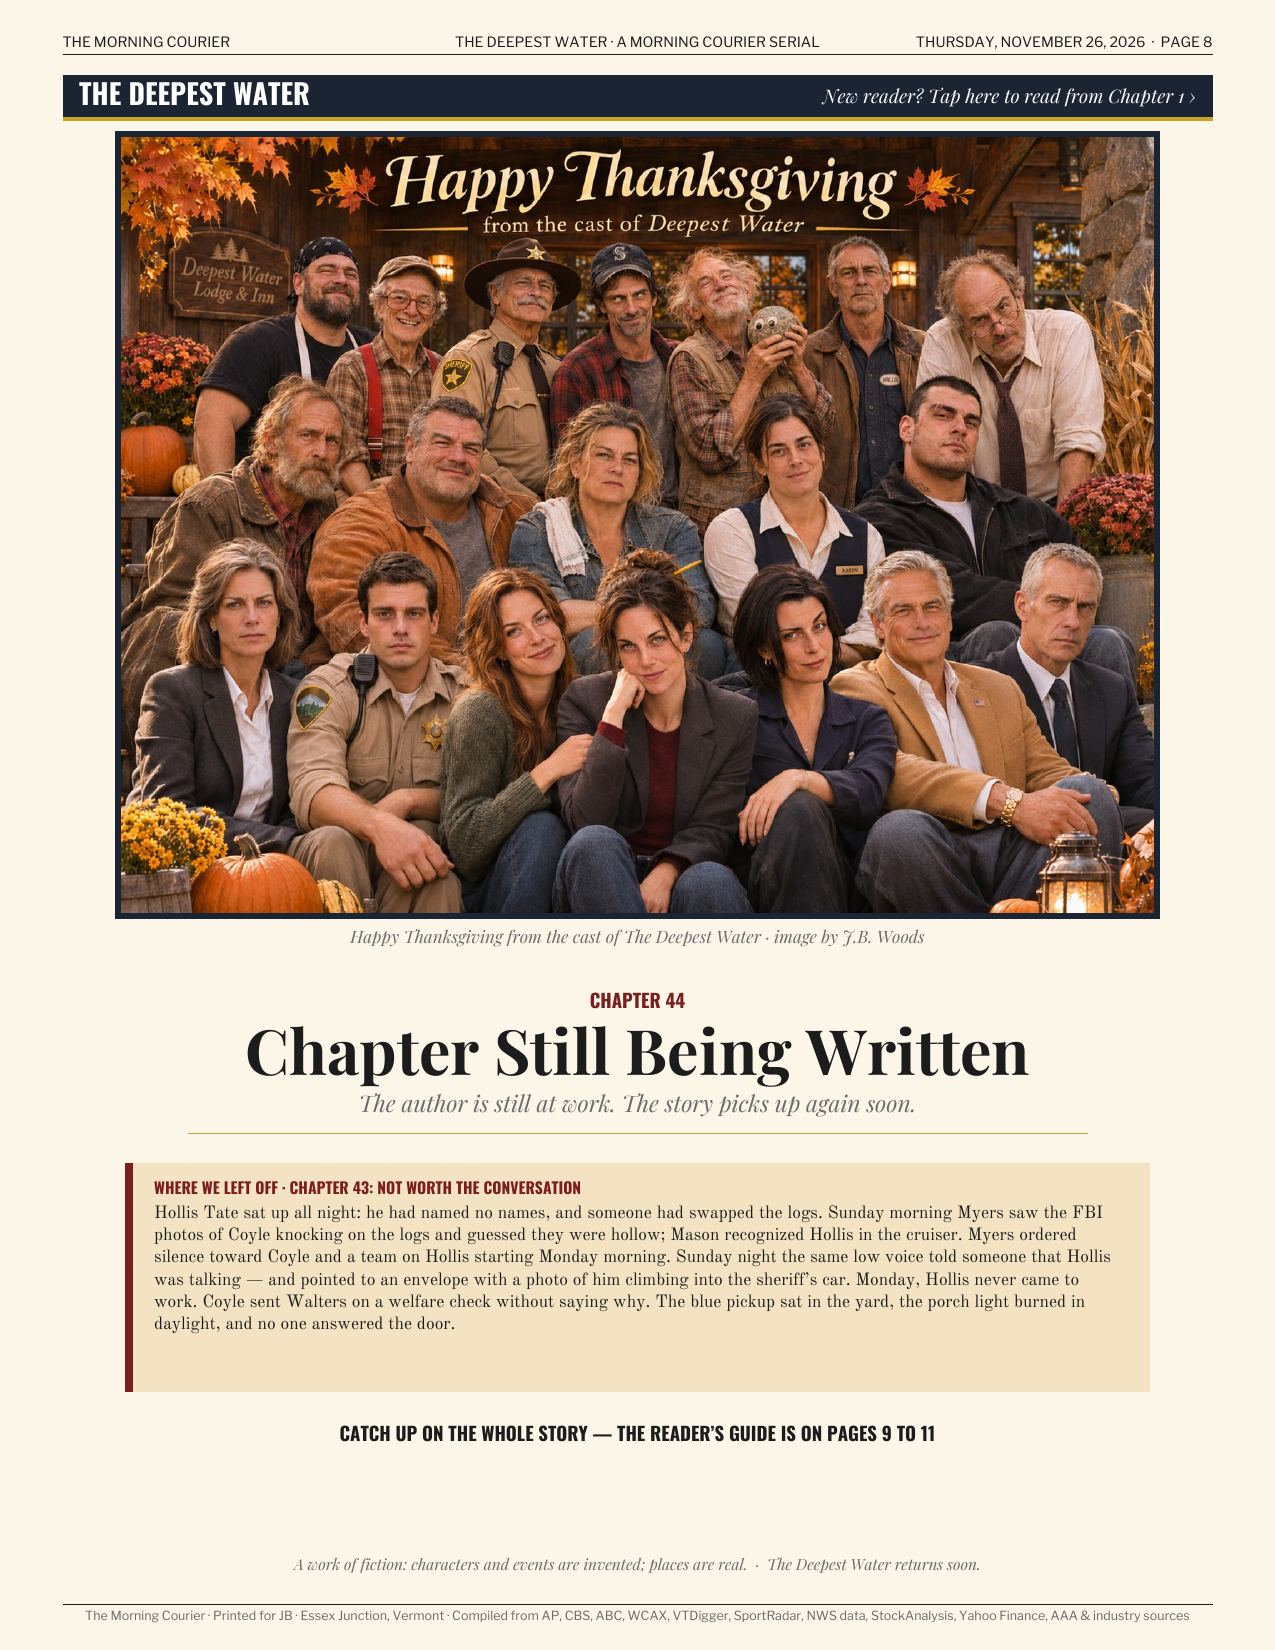 THE MORNING COURIER
THE DEEPEST WATER · A MORNING COURIER SERIAL
THURSDAY, NOVEMBER 26, 2026 · PAGE 8
THE DEEPEST WATER
New reader? Tap here to read from Chapter 1 ›
Happy Thanksgiving
from the cast of Deepest Water
Deepest Water
Lodge & Inn
S
SHERIFF
Happy Thanksgiving from the cast of The Deepest Water · image by J.B. Woods
CHAPTER 44
Chapter Still Being Written
The author is still at work. The story picks up again soon.
WHERE WE LEFT OFF · CHAPTER 43: NOT WORTH THE CONVERSATION
Hollis Tate sat up all night: he had named no names, and someone had swapped the logs. Sunday morning Myers saw the FBI
photos of Coyle knocking on the logs and guessed they were hollow; Mason recognized Hollis in the cruiser. Myers ordered
silence toward Coyle and a team on Hollis starting Monday morning. Sunday night the same low voice told someone that Hollis
was talking — and pointed to an envelope with a photo of him climbing into the sheriff’s car. Monday, Hollis never came to
work. Coyle sent Walters on a welfare check without saying why. The blue pickup sat in the yard, the porch light burned in
daylight, and no one answered the door.
CATCH UP ON THE WHOLE STORY — THE READER’S GUIDE IS ON PAGES 9 TO 11
A work of fiction: characters and events are invented; places are real. · The Deepest Water returns soon.
The Morning Courier · Printed for JB · Essex Junction, Vermont · Compiled from AP, CBS, ABC, WCAX, VTDigger, SportRadar, NWS data, StockAnalysis, Yahoo Finance, AAA & industry sources